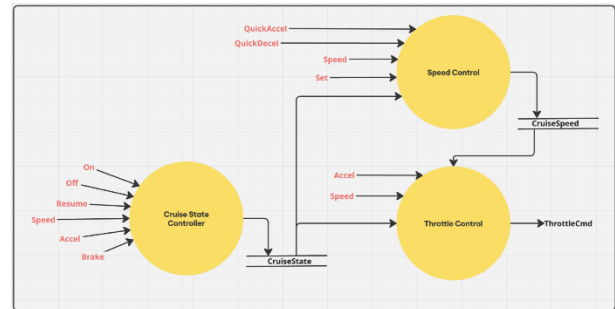 QuickAccel
QuickDecel
Speed
Set
Speed Control
CruiseSpeed
On
Off
Resume
Speed
Accel
Brake
Cruise State
Controller
CruiseState
Accel
Speed
Throttle Control
ThrottleCmd